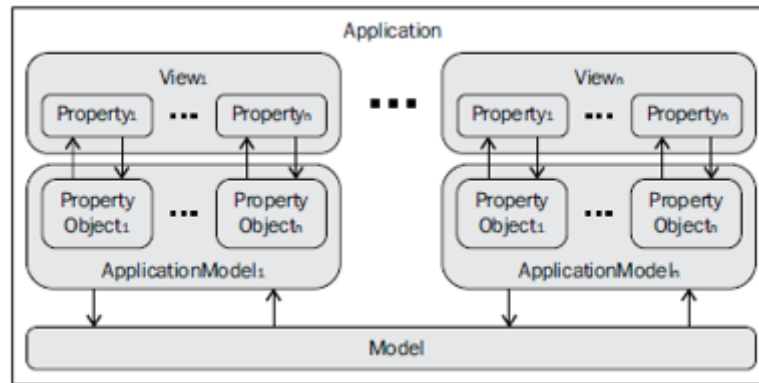 Application
View₁
Viewₙ
Property₁ ... Propertyₙ
Property₁ ... Propertyₙ
...
Property Object₁ ... Property Objectₙ
Property Object₁ ... Property Objectₙ
ApplicationModel₁
ApplicationModelₙ
Model